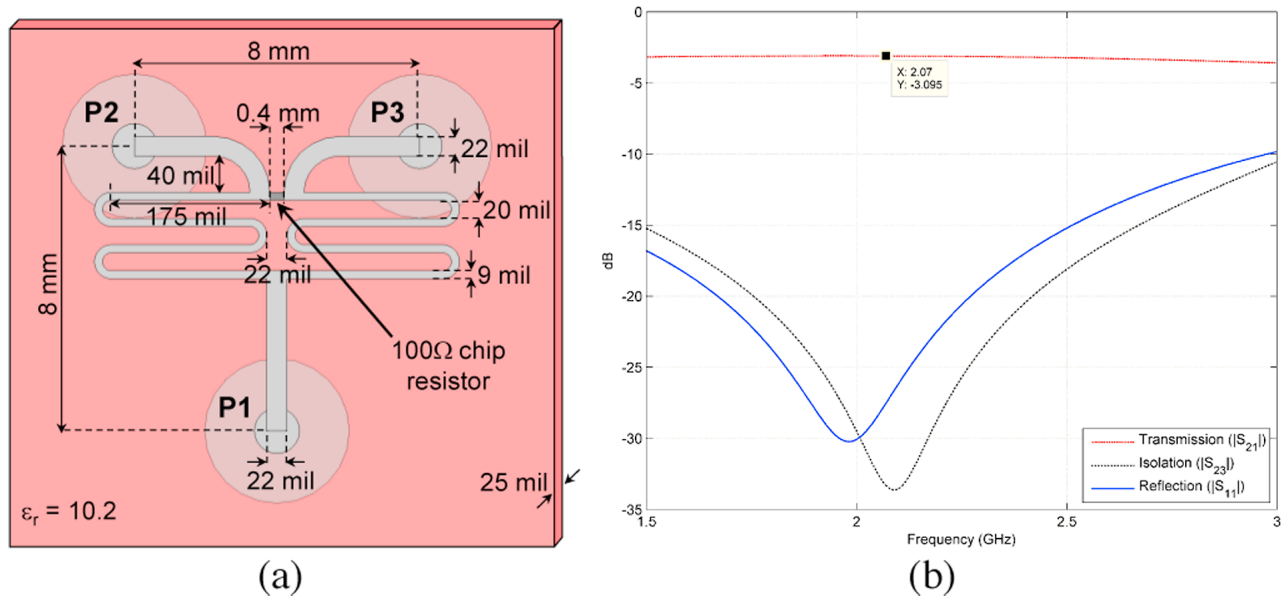 8 mm
P2
0.4 mm
P3
22 mil
40 mil
175 mil
20 mil
22 mil
9 mil
8 mm
100Ω chip
resistor
P1
22 mil
25 mil
εr = 10.2
(a)
0
-5
-10
-15
-20
-25
-30
-35
dB
X: 2.07
Y: -3.095
Transmission (|S21|)
Isolation (|S23|)
Reflection (|S11|)
1.5
2
2.5
3
Frequency (GHz)
(b)